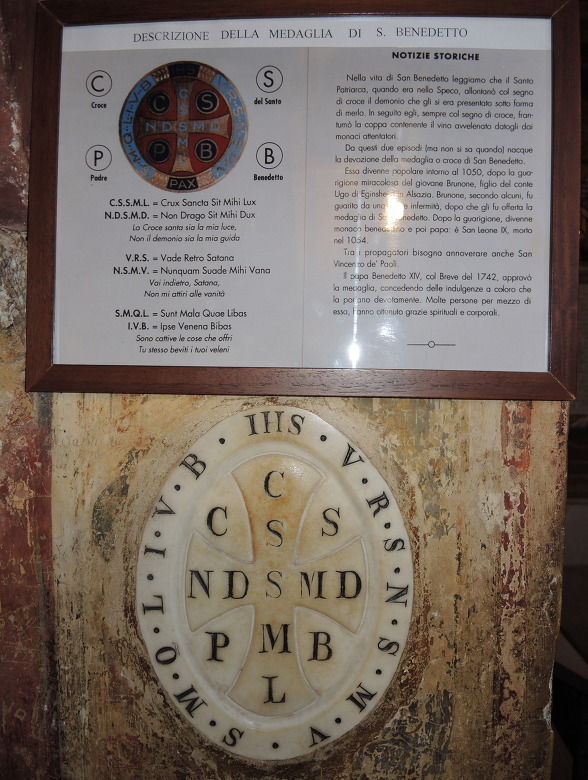 DESCRIZIONE DELLA MEDAGLIA DI S. BENEDETTO
C
Croce
S
del Santo
P
Padre
B
Benedetto
IHS
V.R.S.N.S.M.V
S.M.Q.L.I.V.B
C S
C
S
N D S M D
M
L
P B
PAX
C.S.S.M.L. = Crux Sancta Sit Mihi Lux
N.D.S.M.D. = Non Drago Sit Mihi Dux
La Croce santa sia la mia luce,
Non il demonio sia la mia guida
V.R.S. = Vade Retro Satana
N.S.M.V. = Nunquam Suade Mihi Vana
Vai indietro, Satana,
Non mi attiri alle vanità
S.M.Q.L. = Sunt Mala Quae Libas
I.V.B. = Ipse Venena Bibas
Sono cattive le cose che offri
Tu stesso beviti i tuoi veleni
NOTIZIE STORICHE
Nella vita di San Benedetto leggiamo che il Santo
Patriarca, quando era nello Speco, allontanò col segno
di croce il demonio che gli si era presentato sotto forma
di merlo. In seguito egli, sempre col segno di croce, fran-
tumò la coppa contenente il vino avvelenato datogli dai
monaci attentatori.
Da questi due episodi (ma non si sa quando) nacque
la devozione della medaglia o croce di San Benedetto.
Essa divenne popolare intorno al 1050, dopo la gua-
rigione miracolosa del giovane Brunone, figlio del conte
Ugo di Eginsheim in Alsazia. Brunone, secondo alcuni, fu
guarito da una grave infermità, dopo che gli fu offerta la
medaglia di San Benedetto. Dopo la guarigione, divenne
monaco benedettino e poi papa: è San Leone IX, morto
nel 1054.
Tra i propagatori bisogna annoverare anche San
Vincenzo de' Paoli.
Il papa Benedetto XIV, col Breve del 1742, approvò
la medaglia, concedendo delle indulgenze a coloro che
la portano devotamente. Molte persone per mezzo di
essa, hanno ottenuto grazie spirituali e corporali.
IHS · V · R · S · N · S · M · V · S · M · Q · L · I · V · B ·
C
C S S
ND S MD
P M B
L